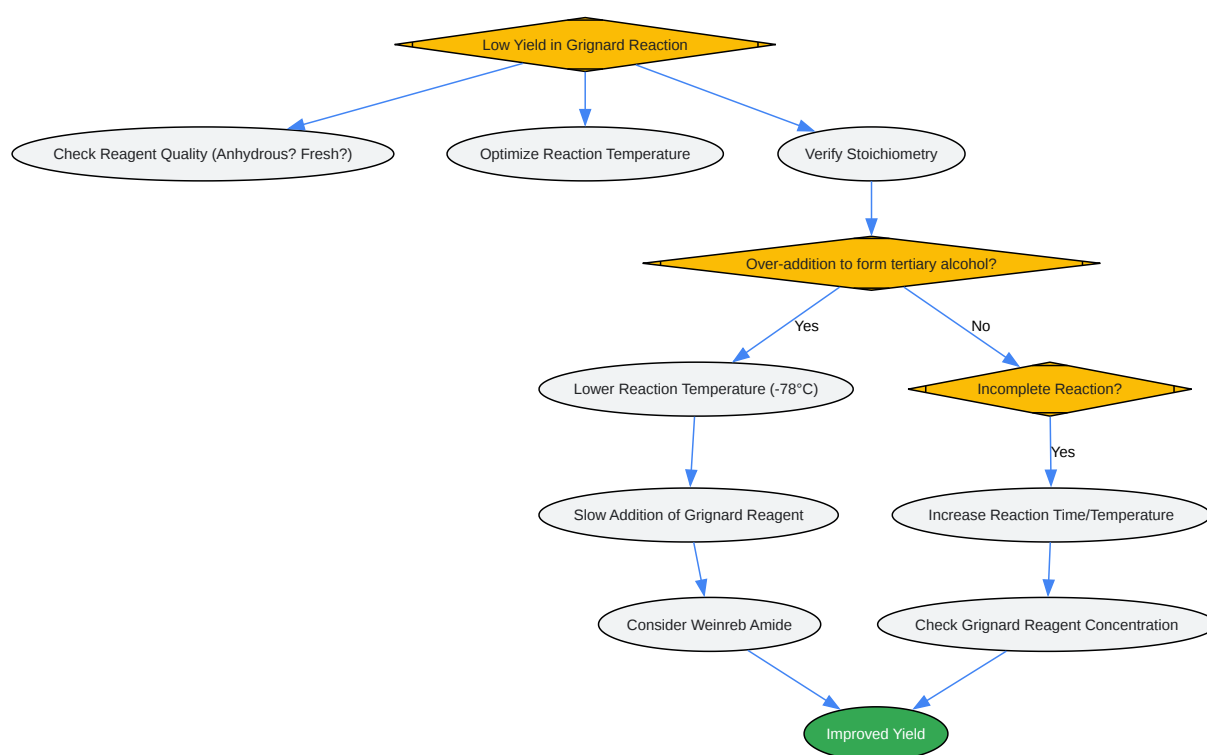 Low Yield in Grignard Reaction
Check Reagent Quality (Anhydrous? Fresh?)
Optimize Reaction Temperature
Verify Stoichiometry
Over-addition to form tertiary alcohol?
Yes
No
Lower Reaction Temperature (-78°C)
Incomplete Reaction?
Yes
Slow Addition of Grignard Reagent
Increase Reaction Time/Temperature
Consider Weinreb Amide
Check Grignard Reagent Concentration
Improved Yield